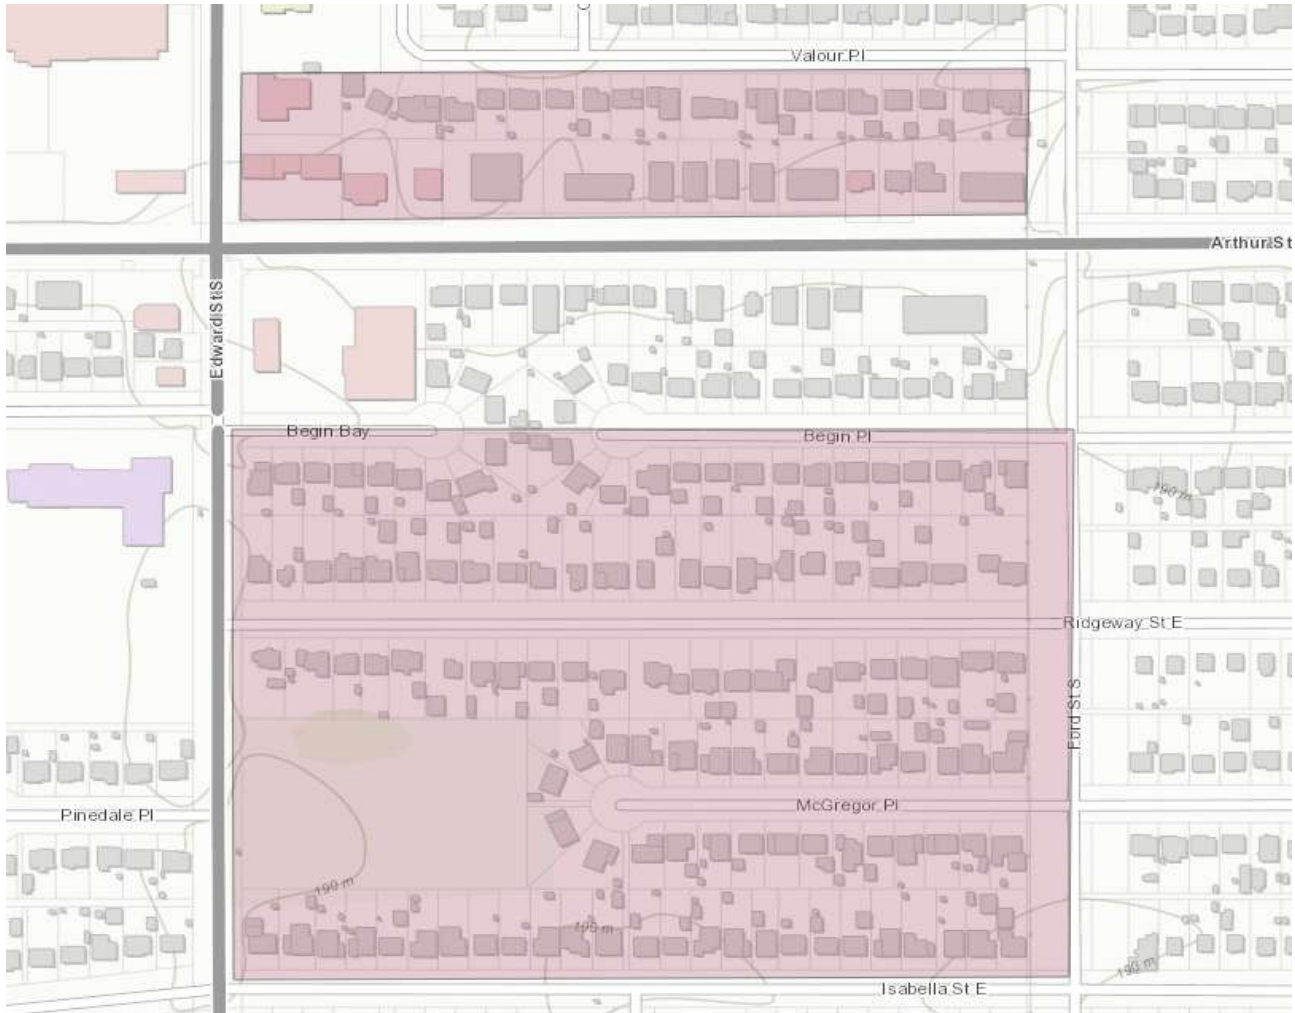 Valour Pl
Arthur St
Edward St S
Begin Bay
Begin Pl
190 m
Ridgeway St E
Ford St S
McGregor Pl
Pinedale Pl
190 m
190 m
190 m
Isabella St E